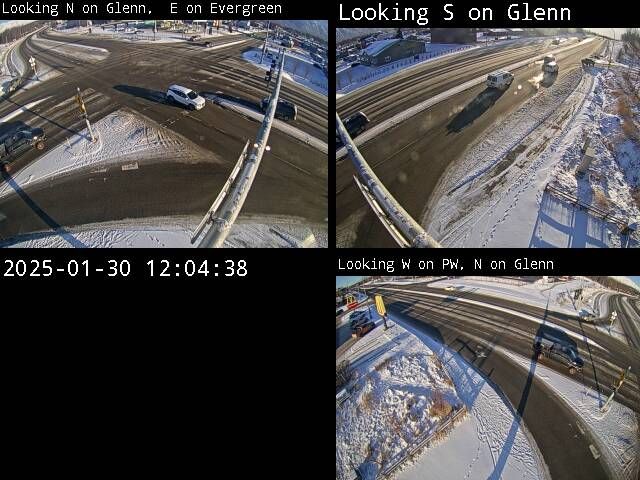 Looking N on Glenn,  E on Evergreen
Looking S on Glenn
2025-01-30 12:04:38
Looking W on PW, N on Glenn